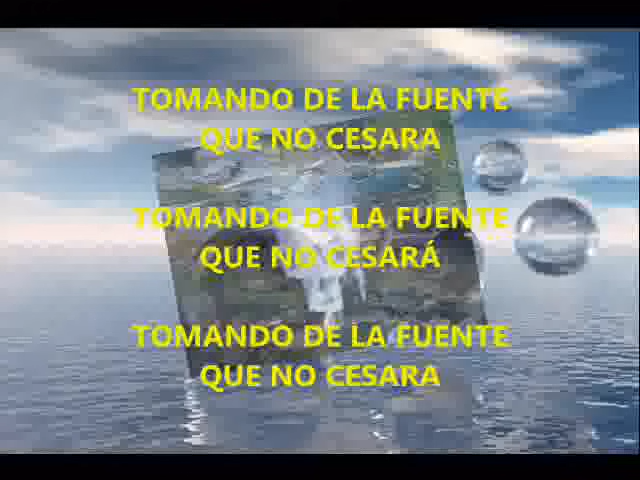 TOMANDO DE LA FUENTE
QUE NO CESARA
TOMANDO DE LA FUENTE
QUE NO CESARÁ
TOMANDO DE LA FUENTE
QUE NO CESARA